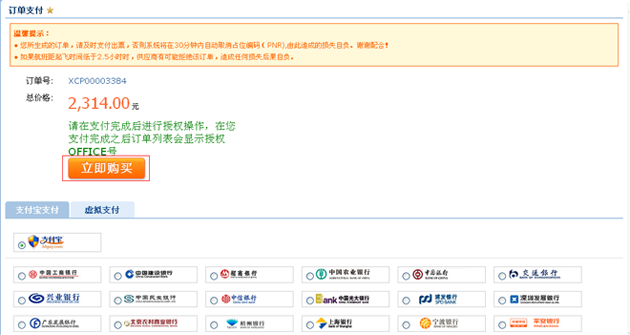 订单支付
温馨提示：
您所生成的订单，请及时支付出票，否则系统将在30分钟内自动取消占位编码（PNR),由此造成的损失自负。谢谢配合！
如果航班距起飞时间低于2.5小时时，供应商有可能拒绝该订单，造成任何损失后果自负。
订单号： XCP00003384
总价格： 2,314.00 元
请在支付完成后进行授权操作，在您
支付完成之后订单列表会显示授权
OFFICE号
立即购买
支付宝支付 虚拟支付
支付宝
中国工商银行 中国建设银行 招商银行 中国农业银行 中国银行 交通银行
兴业银行 中国民生银行 中信银行 Bank 中国光大银行 浦发银行 SPD BANK 深圳发展银行
广东发展银行 北京农村商业银行 杭州银行 上海银行 Bank of Shanghai 宁波银行 平安银行